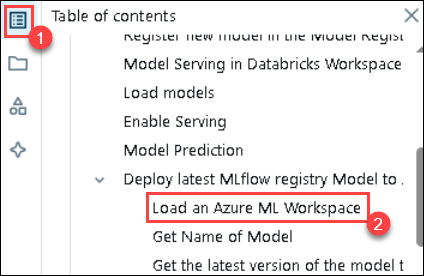 Table of contents
1
Register new model in the Model Regist
Model Serving in Databricks Workspace
Load models
Enable Serving
Model Prediction
Deploy latest MLflow registry Model to .
Load an Azure ML Workspace
2
Get Name of Model
Get the latest version of the model t